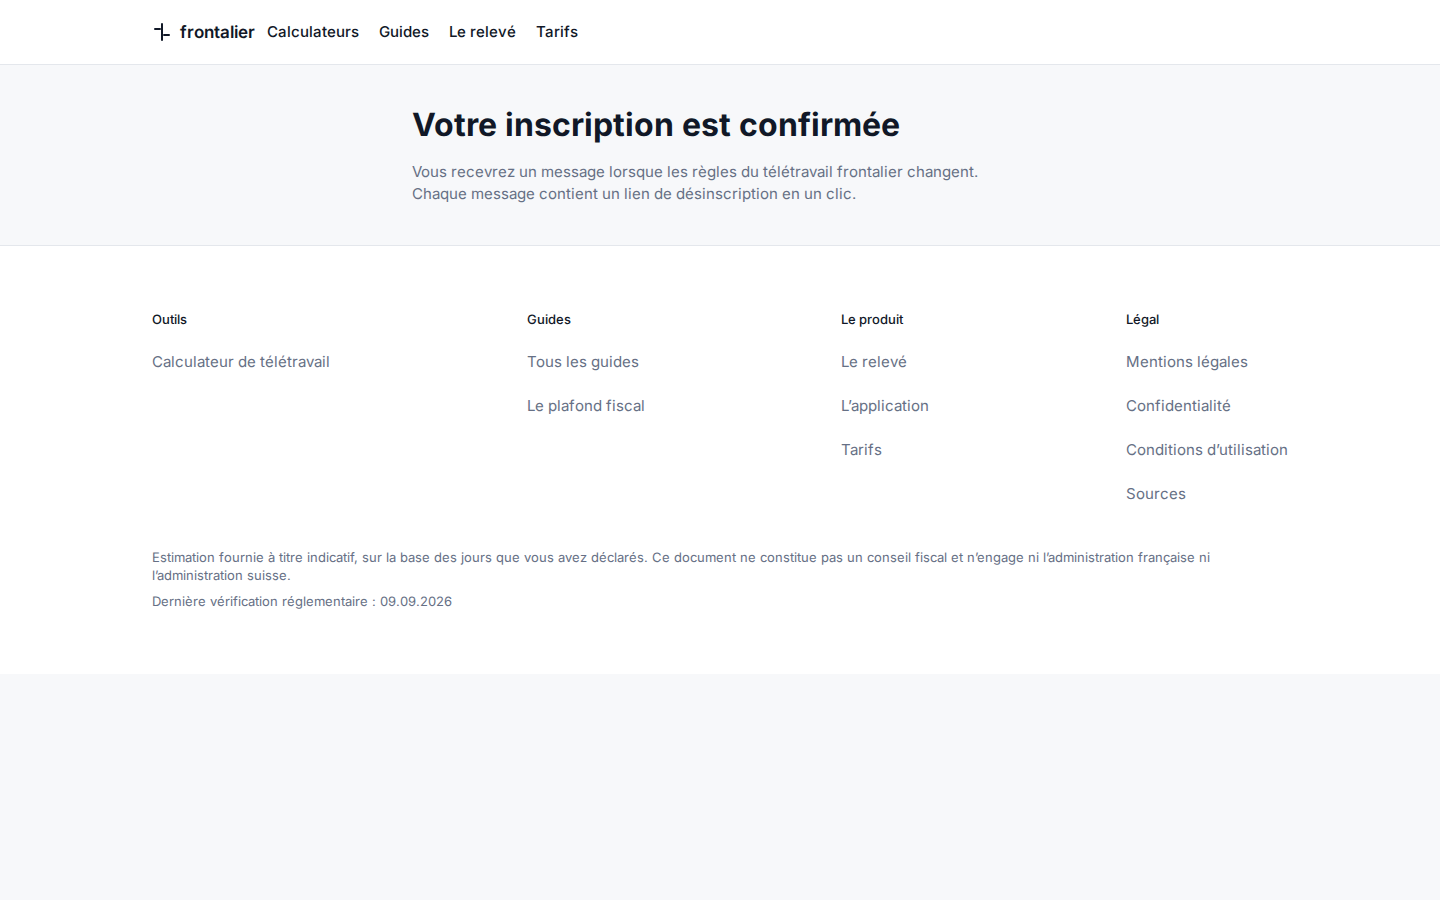 frontalier Calculateurs Guides Le relevé Tarifs
Votre inscription est confirmée
Vous recevrez un message lorsque les règles du télétravail frontalier changent.
Chaque message contient un lien de désinscription en un clic.
Outils
Calculateur de télétravail
Guides
Tous les guides
Le plafond fiscal
Le produit
Le relevé
L’application
Tarifs
Légal
Mentions légales
Confidentialité
Conditions d’utilisation
Sources
Estimation fournie à titre indicatif, sur la base des jours que vous avez déclarés. Ce document ne constitue pas un conseil fiscal et n’engage ni l’administration française ni
l’administration suisse.
Dernière vérification réglementaire : 09.09.2026